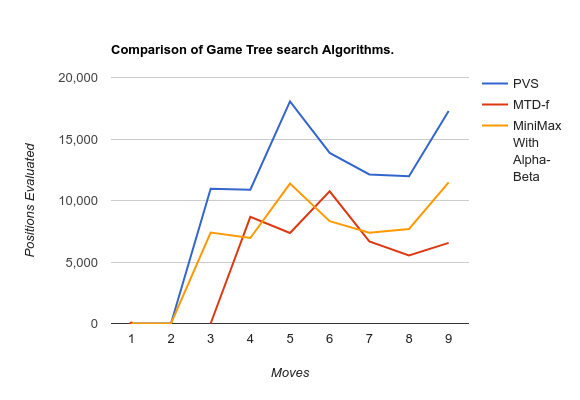 Comparison of Game Tree search Algorithms.
20,000
15,000
10,000
5,000
0
Positions Evaluated
1 2 3 4 5 6 7 8 9
Moves
PVS
MTD-f
MiniMax
With
Alpha-
Beta